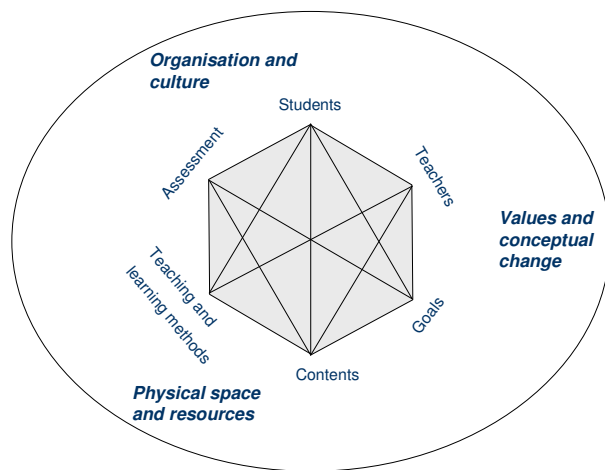 Organisation and
culture
Students
Assessment
Teachers
Values and
conceptual
change
Teaching and
learning methods
Goals
Contents
Physical space
and resources